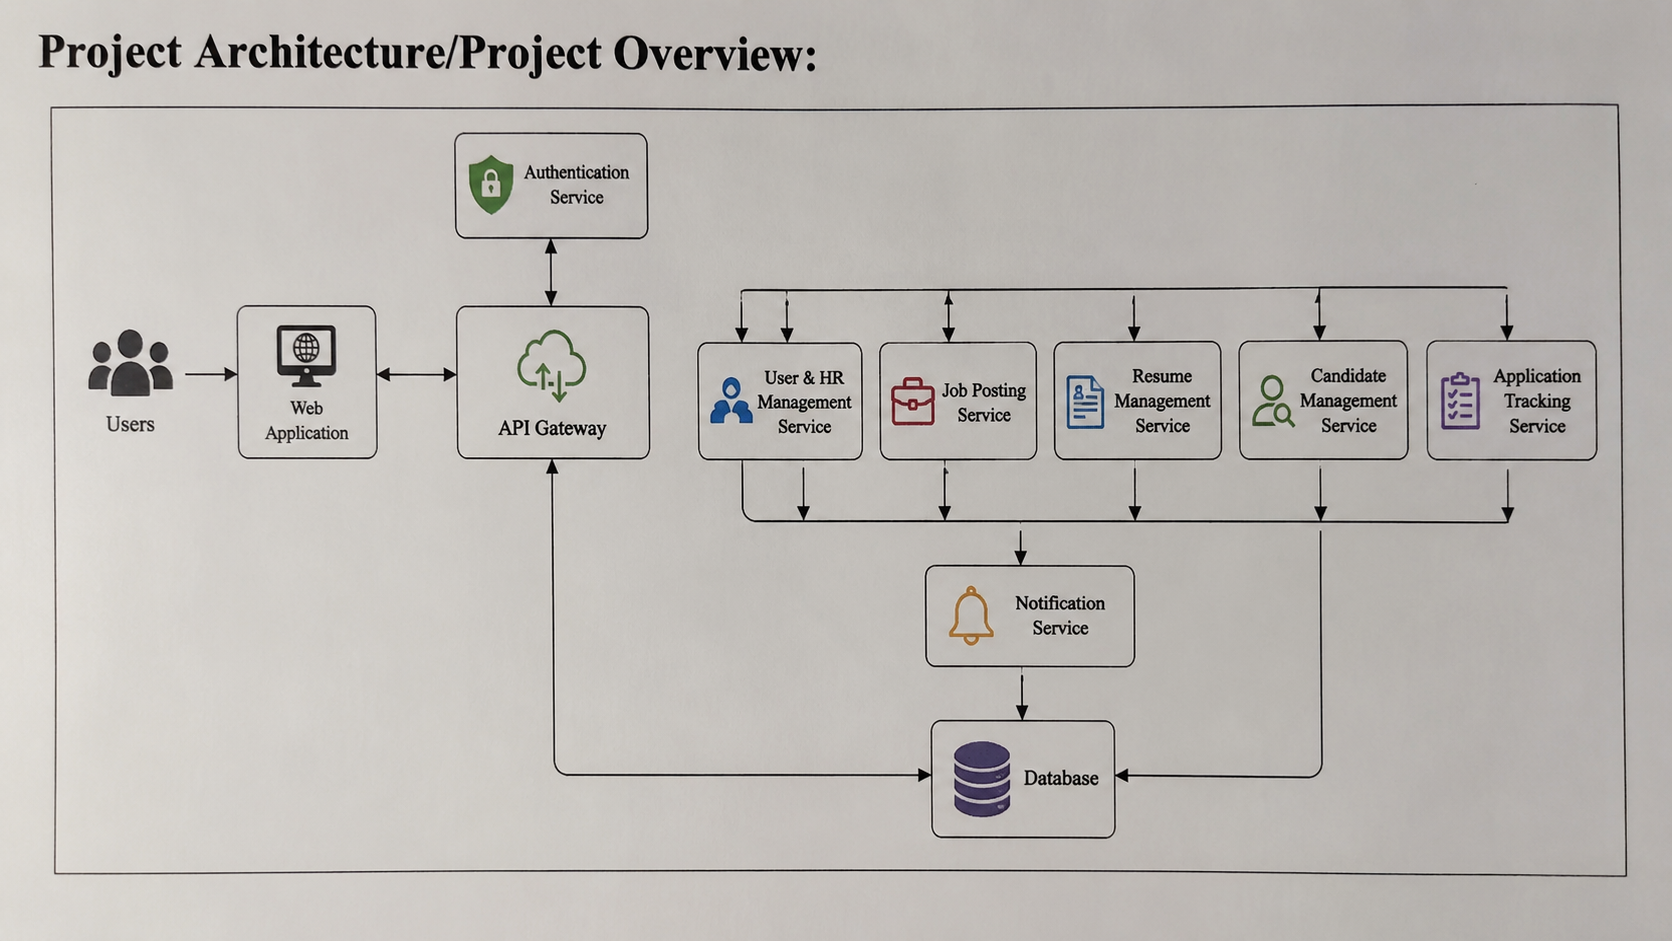 Project Architecture/Project Overview:
Authentication
Service
Users
Web
Application
API Gateway
User & HR
Management
Service
Job Posting
Service
Resume
Management
Service
Candidate
Management
Service
Application
Tracking
Service
Notification
Service
Database